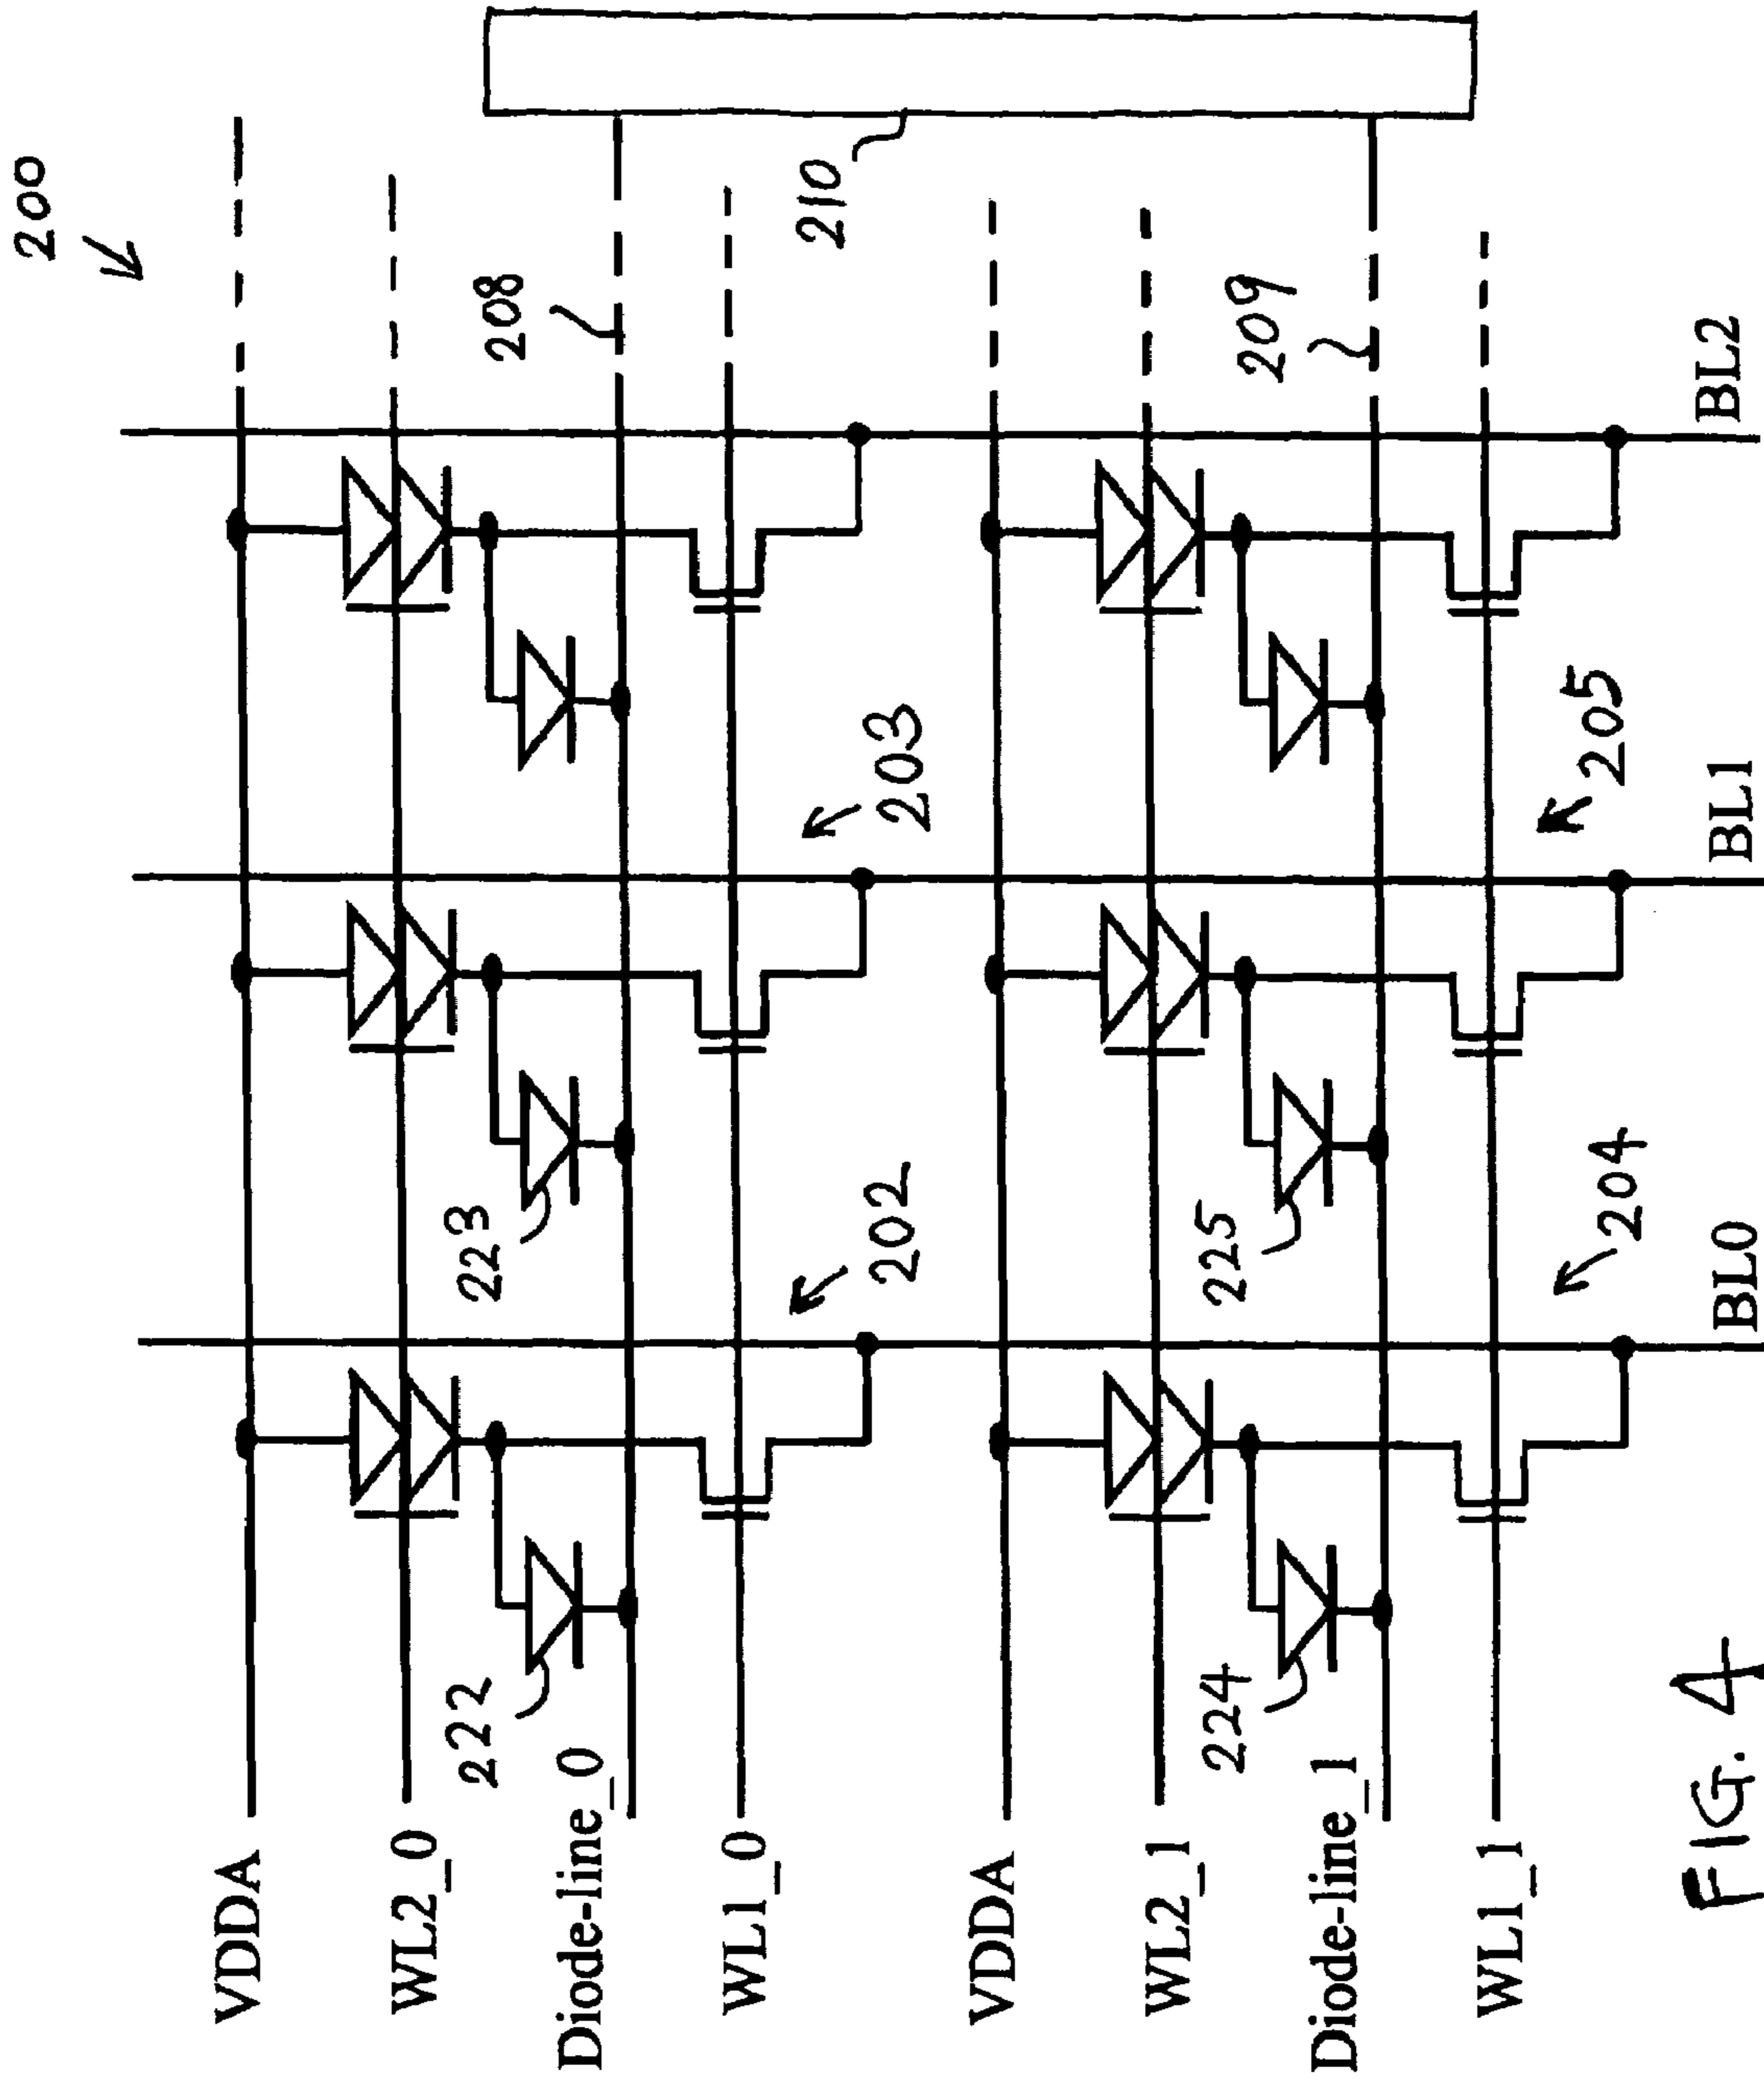 200
VDDA
WL2_0
222
223
208
Diode-line_0
WL1_0
210
202
203
VDDA
WL2_1
224
225
209
Diode-line_1
WL1_1
204
205
BL0
BL1
BL2
FIG. 4